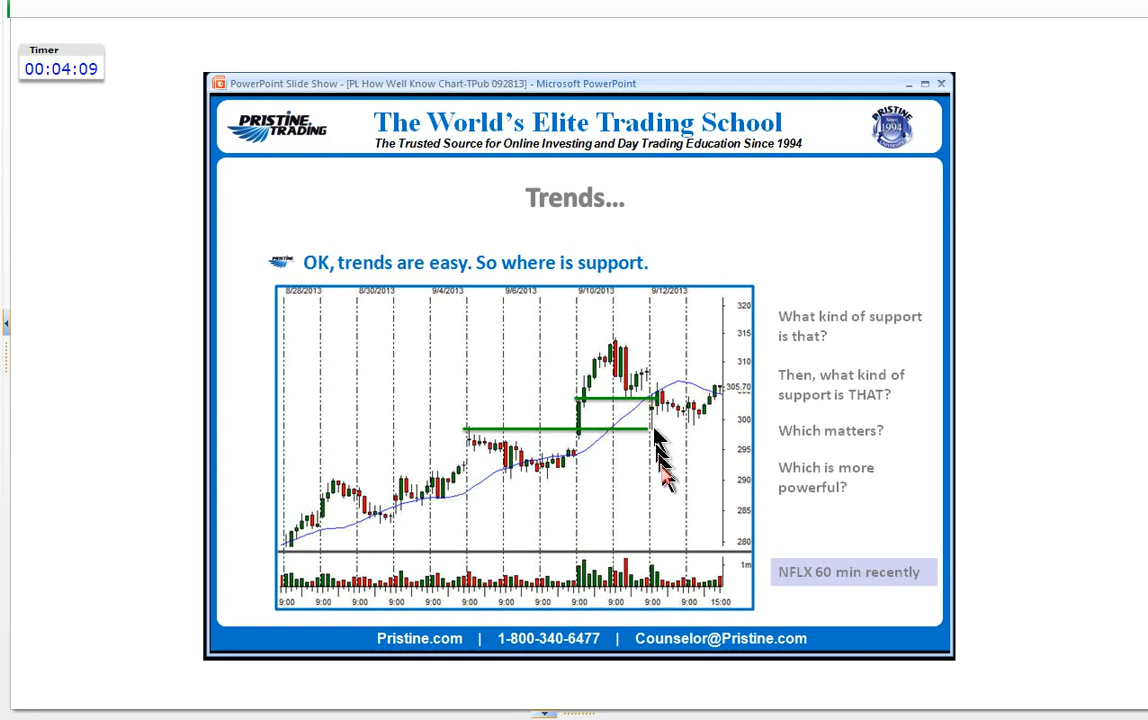 Timer
00:04:09
PowerPoint Slide Show - [PL How Well Know Chart-TPub 092813] - Microsoft PowerPoint
PRISTINE
TRADING
The World's Elite Trading School
The Trusted Source for Online Investing and Day Trading Education Since 1994
PRISTINE
Since
1994
Trends...
PRISTINE
OK, trends are easy. So where is support.
8/28/2013 8/30/2013 9/4/2013 9/6/2013 9/10/2013 9/12/2013
320
315
310
305.70
300
295
290
285
280
1m
9:00 9:00 9:00 9:00 9:00 9:00 9:00 9:00 9:00 9:00 9:00 9:00 15:00
What kind of support
is that?
Then, what kind of
support is THAT?
Which matters?
Which is more
powerful?
NFLX 60 min recently
Pristine.com | 1-800-340-6477 | Counselor@Pristine.com